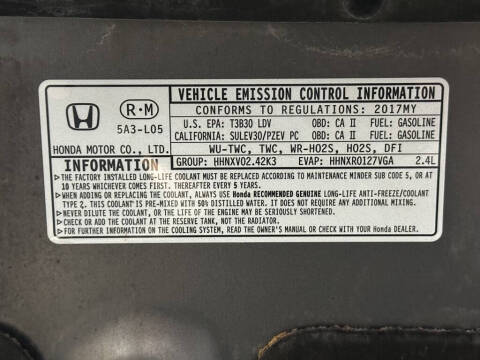 R·M
5A3-L05
HONDA MOTOR CO., LTD.
VEHICLE EMISSION CONTROL INFORMATION
CONFORMS TO REGULATIONS: 2017MY
U.S. EPA: T3B30 LDV OBD: CA II FUEL: GASOLINE
CALIFORNIA: SULEV30/PZEV PC OBD: CA II FUEL: GASOLINE
WU-TWC, TWC, WR-HO2S, HO2S, DFI
GROUP: HHNXV02.42K3 EVAP: HHNXR0127VGA 2.4L
INFORMATION
▶THE FACTORY INSTALLED LONG-LIFE COOLANT MUST BE REPLACED ACCORDING TO MAINTENANCE MINDER SUB CODE 5, OR AT
10 YEARS WHICHEVER COMES FIRST. THEREAFTER EVERY 5 YEARS.
▶WHEN ADDING OR REPLACING THE COOLANT, ALWAYS USE Honda RECOMMENDED GENUINE LONG-LIFE ANTI-FREEZE/COOLANT
TYPE 2. THIS COOLANT IS PRE-MIXED WITH 50% DISTILLED WATER. IT DOES NOT REQUIRE ANY ADDITIONAL MIXING.
▶NEVER DILUTE THE COOLANT, OR THE LIFE OF THE ENGINE MAY BE SERIOUSLY SHORTENED.
▶CHECK OR ADD THE COOLANT AT THE RESERVE TANK, NOT THE RADIATOR.
▶FOR FURTHER INFORMATION ON THE COOLING SYSTEM, READ THE OWNER'S MANUAL OR CHECK WITH YOUR Honda DEALER.